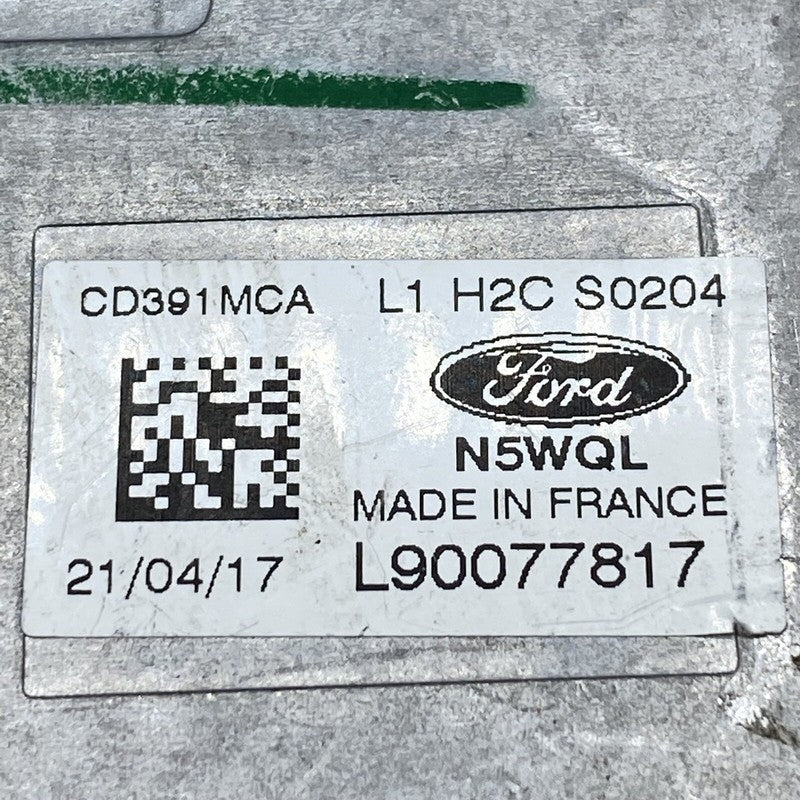 CD391MCA L1 H2C S0204
Ford
N5WQL
MADE IN FRANCE
21/04/17 L90077817